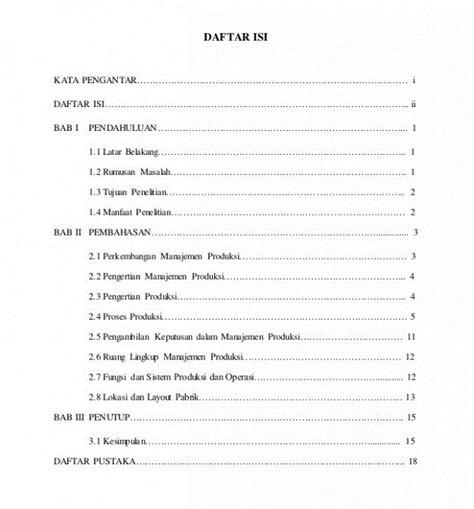 DAFTAR ISI
KATA PENGANTAR…………………………………………………………………… i
DAFTAR ISI…………………………………………………………………………….. ii
BAB I PENDAHULUAN………………………………………………………………... 1
1.1 Latar Belakang……………………………………………………………... 1
1.2 Rumusan Masalah………………………………………………………….. 1
1.3 Tujuan Penelitian…………………………………………………………... 2
1.4 Manfaat Penelitian………………………………………………………… 2
BAB II PEMBAHASAN……………………………………………………............... 3
2.1 Perkembangan Manajemen Produksi……………………………………… 3
2.2 Pengertian Manajemen Produksi………………………………………….. 4
2.3 Pengertian Produksi……………………………………………………….. 4
2.4 Proses Produksi…………………………………………………………… 5
2.5 Pengambilan Keputusan dalam Manajemen Produksi………………………… 11
2.6 Ruang Lingkup Manajemen Produksi……………………………………… 12
2.7 Fungsi dan Sistem Produksi dan Operasi………………………………............ 12
2.8 Lokasi dan Layout Pabrik………………………………………………….... 13
BAB III PENUTUP……………………………………………………………………... 15
3.1 Kesimpulan……………………………………………………............... 15
DAFTAR PUSTAKA…………………………………………………………………….. 18